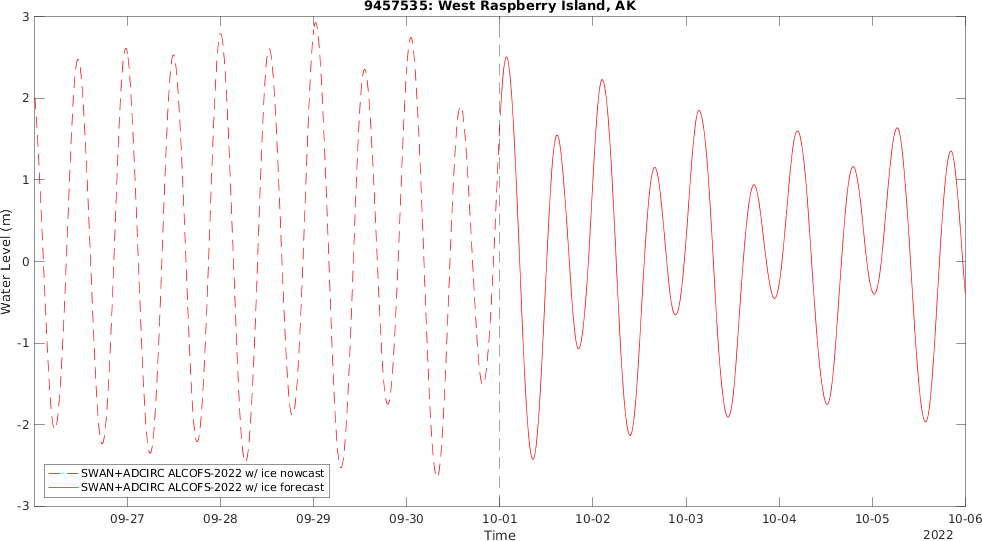 9457535: West Raspberry Island, AK
3
2
1
0
-1
-2
-3
Water Level (m)
SWAN+ADCIRC ALCOFS-2022 w/ ice nowcast
SWAN+ADCIRC ALCOFS-2022 w/ ice forecast
09-27 09-28 09-29 09-30 10-01 10-02 10-03 10-04 10-05 10-06
Time
2022